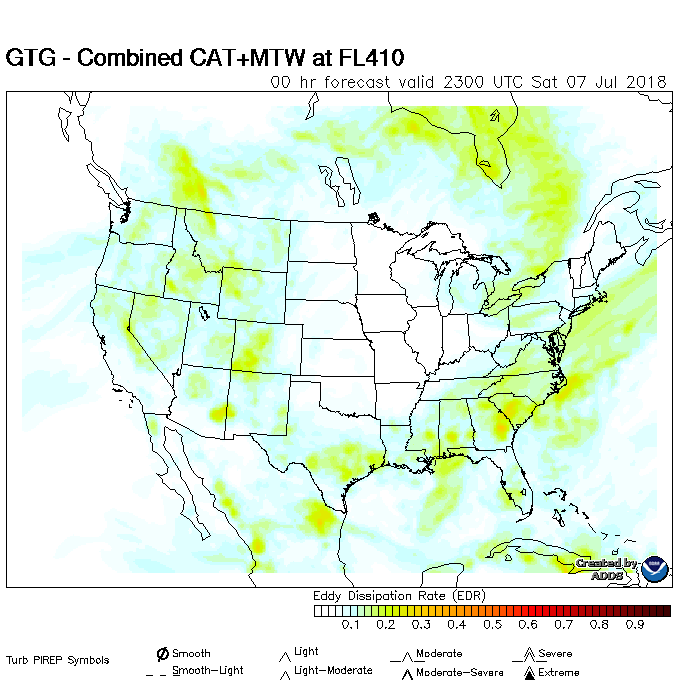 GTG - Combined CAT+MTW at FL410
00 hr forecast valid 2300 UTC Sat 07 Jul 2018
Created by
ADDS
Eddy Dissipation Rate (EDR)
0.1 0.2 0.3 0.4 0.5 0.6 0.7 0.8 0.9
Turb PIREP Symbols
Smooth Light Moderate Severe
Smooth-Light Light-Moderate Moderate-Severe Extreme